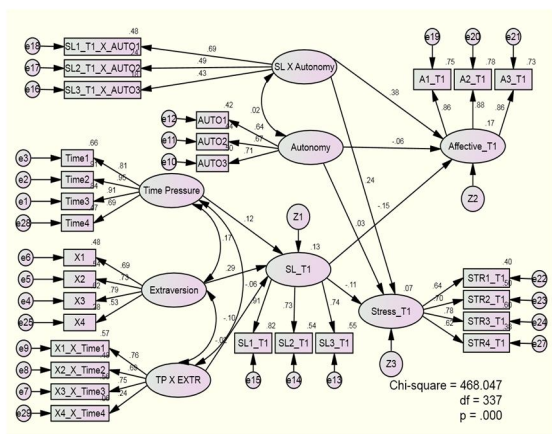 e18 SL1_T1_X_AUTO1 .48
e17 SL2_T1_X_AUTO2 .24
e16 SL3_T1_X_AUTO3
.69
.49
.43
SL X Autonomy
.02
e12 AUTO1 .42
e11 AUTO2
e10 AUTO3
.64
.67
.71
Autonomy
.38
-.06
.24
.03
-.15
e19 e20 e21
A1_T1 .75
A2_T1 .78
A3_T1 .73
.86
.88
.86
.17
Affective_T1
Z2
e3 Time1 .66
e2 Time2
e1 Time3
e28 Time4
.81
.95
.91
.69
Time Pressure
.12
.17
e6 X1 .48
e5 X2
e4 X3
e25 X4
.69
.79
.53
Extraversion
.29
-.06
-.10
e9 X1_X_Time1 .57
e8 X2_X_Time2
e7 X3_X_Time3
e29 X4_X_Time4
.76
.69
.75
.24
TP X EXTR
Z1
.13
SL_T1
-.11
.91
.73
.74
SL1_T1 .82
SL2_T1 .54
SL3_T1 .55
e15 e14 e13
.07
Stress_T1
Z3
.64
.70
.78
.62
STR1_T1 .40 e22
STR2_T1 e23
STR3_T1 e24
STR4_T1 e27
Chi-square = 468.047
df = 337
p = .000